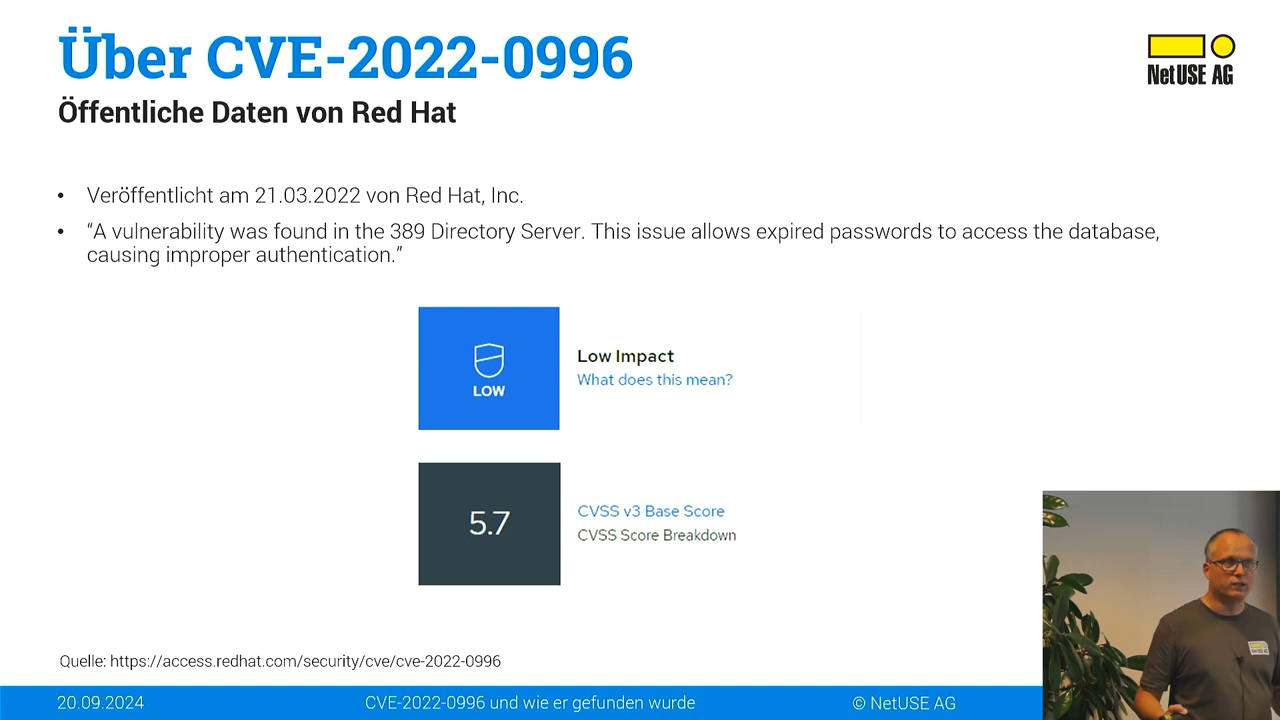 Über CVE-2022-0996
NetUSE AG
Öffentliche Daten von Red Hat
• Veröffentlicht am 21.03.2022 von Red Hat, Inc.
• “A vulnerability was found in the 389 Directory Server. This issue allows expired passwords to access the database,
causing improper authentication.”
LOW
Low Impact
What does this mean?
5.7
CVSS v3 Base Score
CVSS Score Breakdown
Quelle: https://access.redhat.com/security/cve/cve-2022-0996
20.09.2024
CVE-2022-0996 und wie er gefunden wurde
© NetUSE AG
NetUSE AG